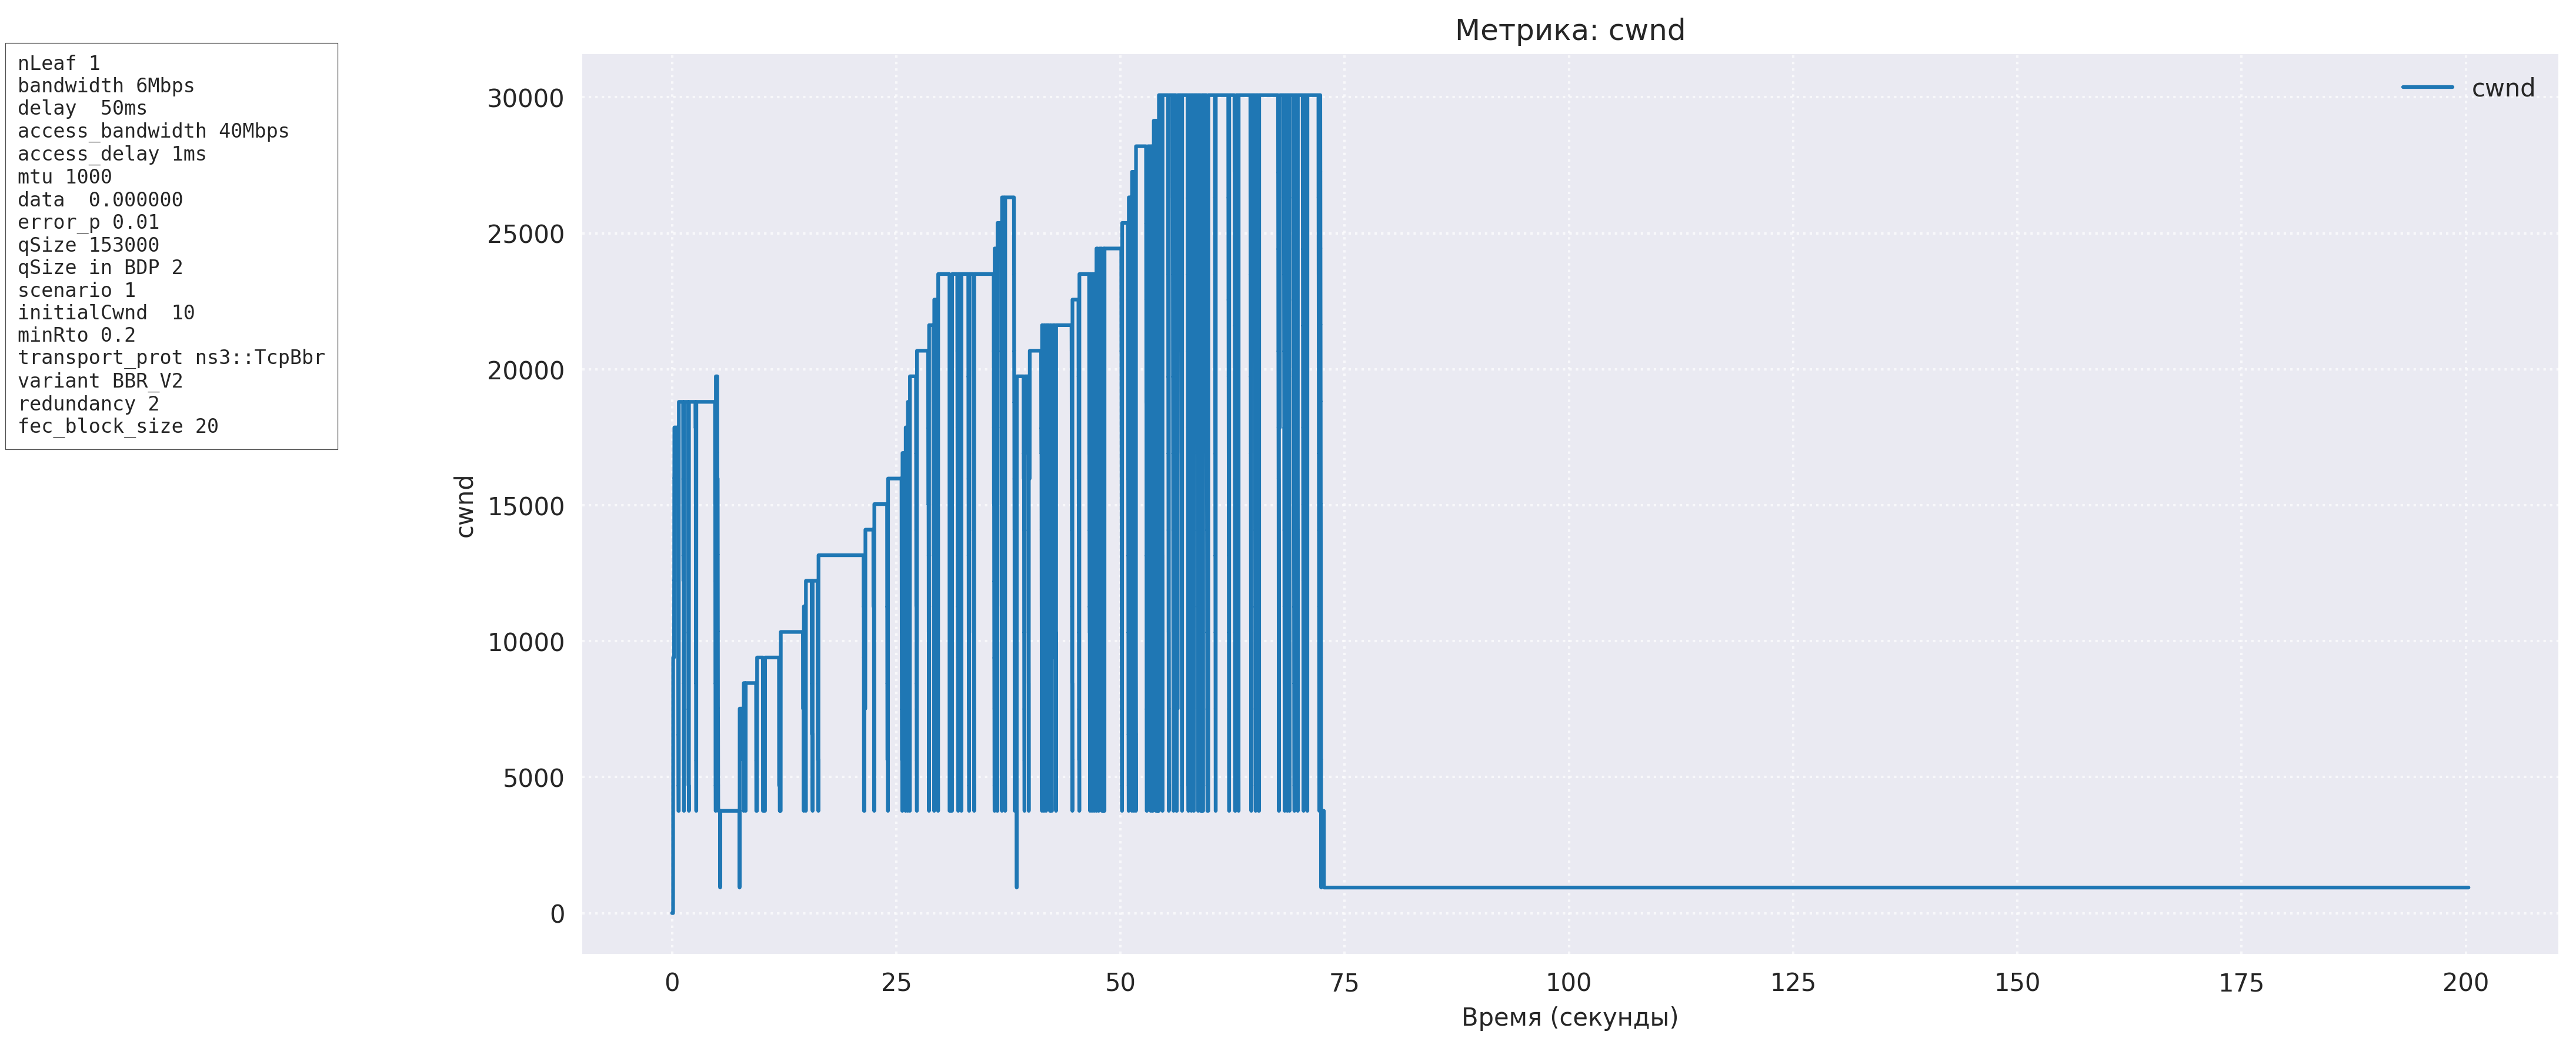 Метрика: cwnd
nLeaf 1
bandwidth 6Mbps
delay  50ms
access_bandwidth 40Mbps
access_delay 1ms
mtu 1000
data  0.000000
error_p 0.01
qSize 153000
qSize in BDP 2
scenario 1
initialCwnd  10
minRto 0.2
transport_prot ns3::TcpBbr
variant BBR_V2
redundancy 2
fec_block_size 20
cwnd
cwnd
30000
25000
20000
15000
10000
5000
0
0 25 50 75 100 125 150 175 200
Время (секунды)